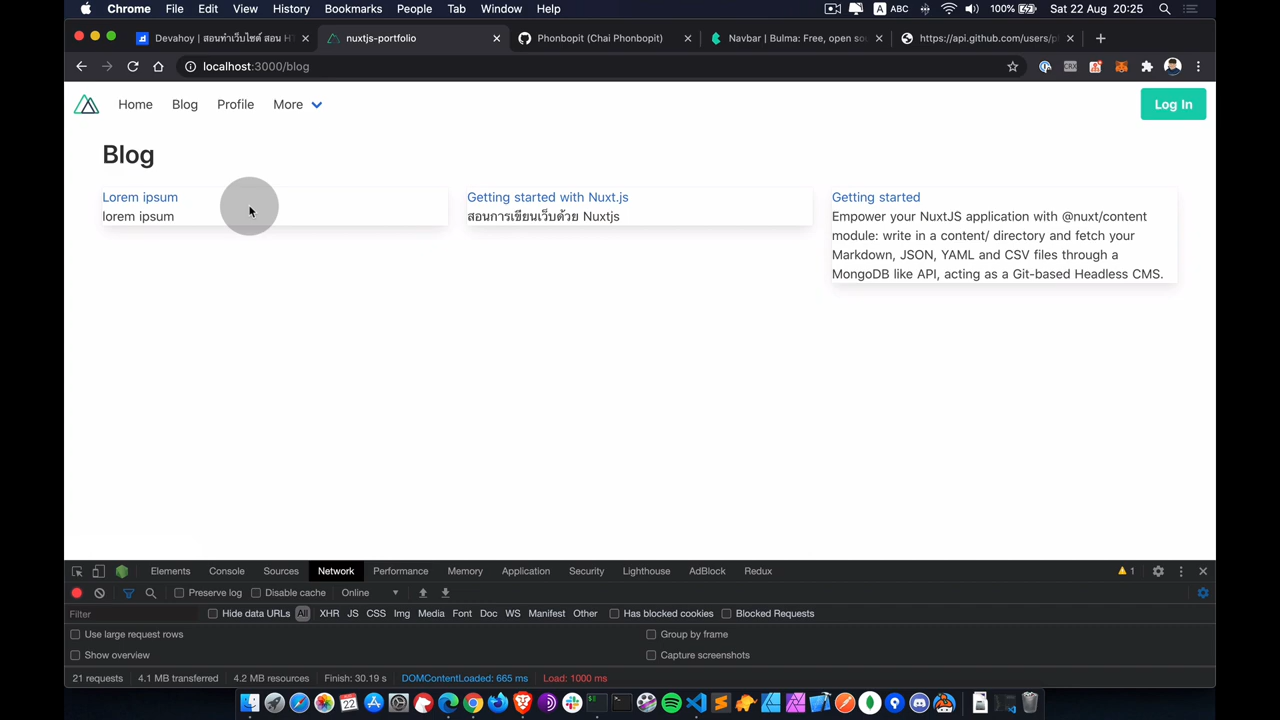 Chrome File Edit View History Bookmarks People Tab Window Help A ABC 100% Sat 22 Aug 20:25
Devahoy | สอนทำเว็บไซต์ สอน nuxtjs-portfolio Phonbopit (Chai Phonbopit) Navbar | Bulma: Free, open so https://api.github.com/users/
localhost:3000/blog
Home Blog Profile More Log In
Blog
Lorem ipsum
lorem ipsum
Getting started with Nuxt.js
สอนการเขียนเว็บด้วย Nuxtjs
Getting started
Empower your NuxtJS application with @nuxt/content
module: write in a content/ directory and fetch your
Markdown, JSON, YAML and CSV files through a
MongoDB like API, acting as a Git-based Headless CMS.
Elements Console Sources Network Performance Memory Application Security Lighthouse AdBlock Redux 1
Preserve log Disable cache Online
Filter Hide data URLs All XHR JS CSS Img Media Font Doc WS Manifest Other Has blocked cookies Blocked Requests
Use large request rows Group by frame
Show overview Capture screenshots
21 requests 4.1 MB transferred 4.2 MB resources Finish: 30.19 s DOMContentLoaded: 665 ms Load: 1000 ms
22